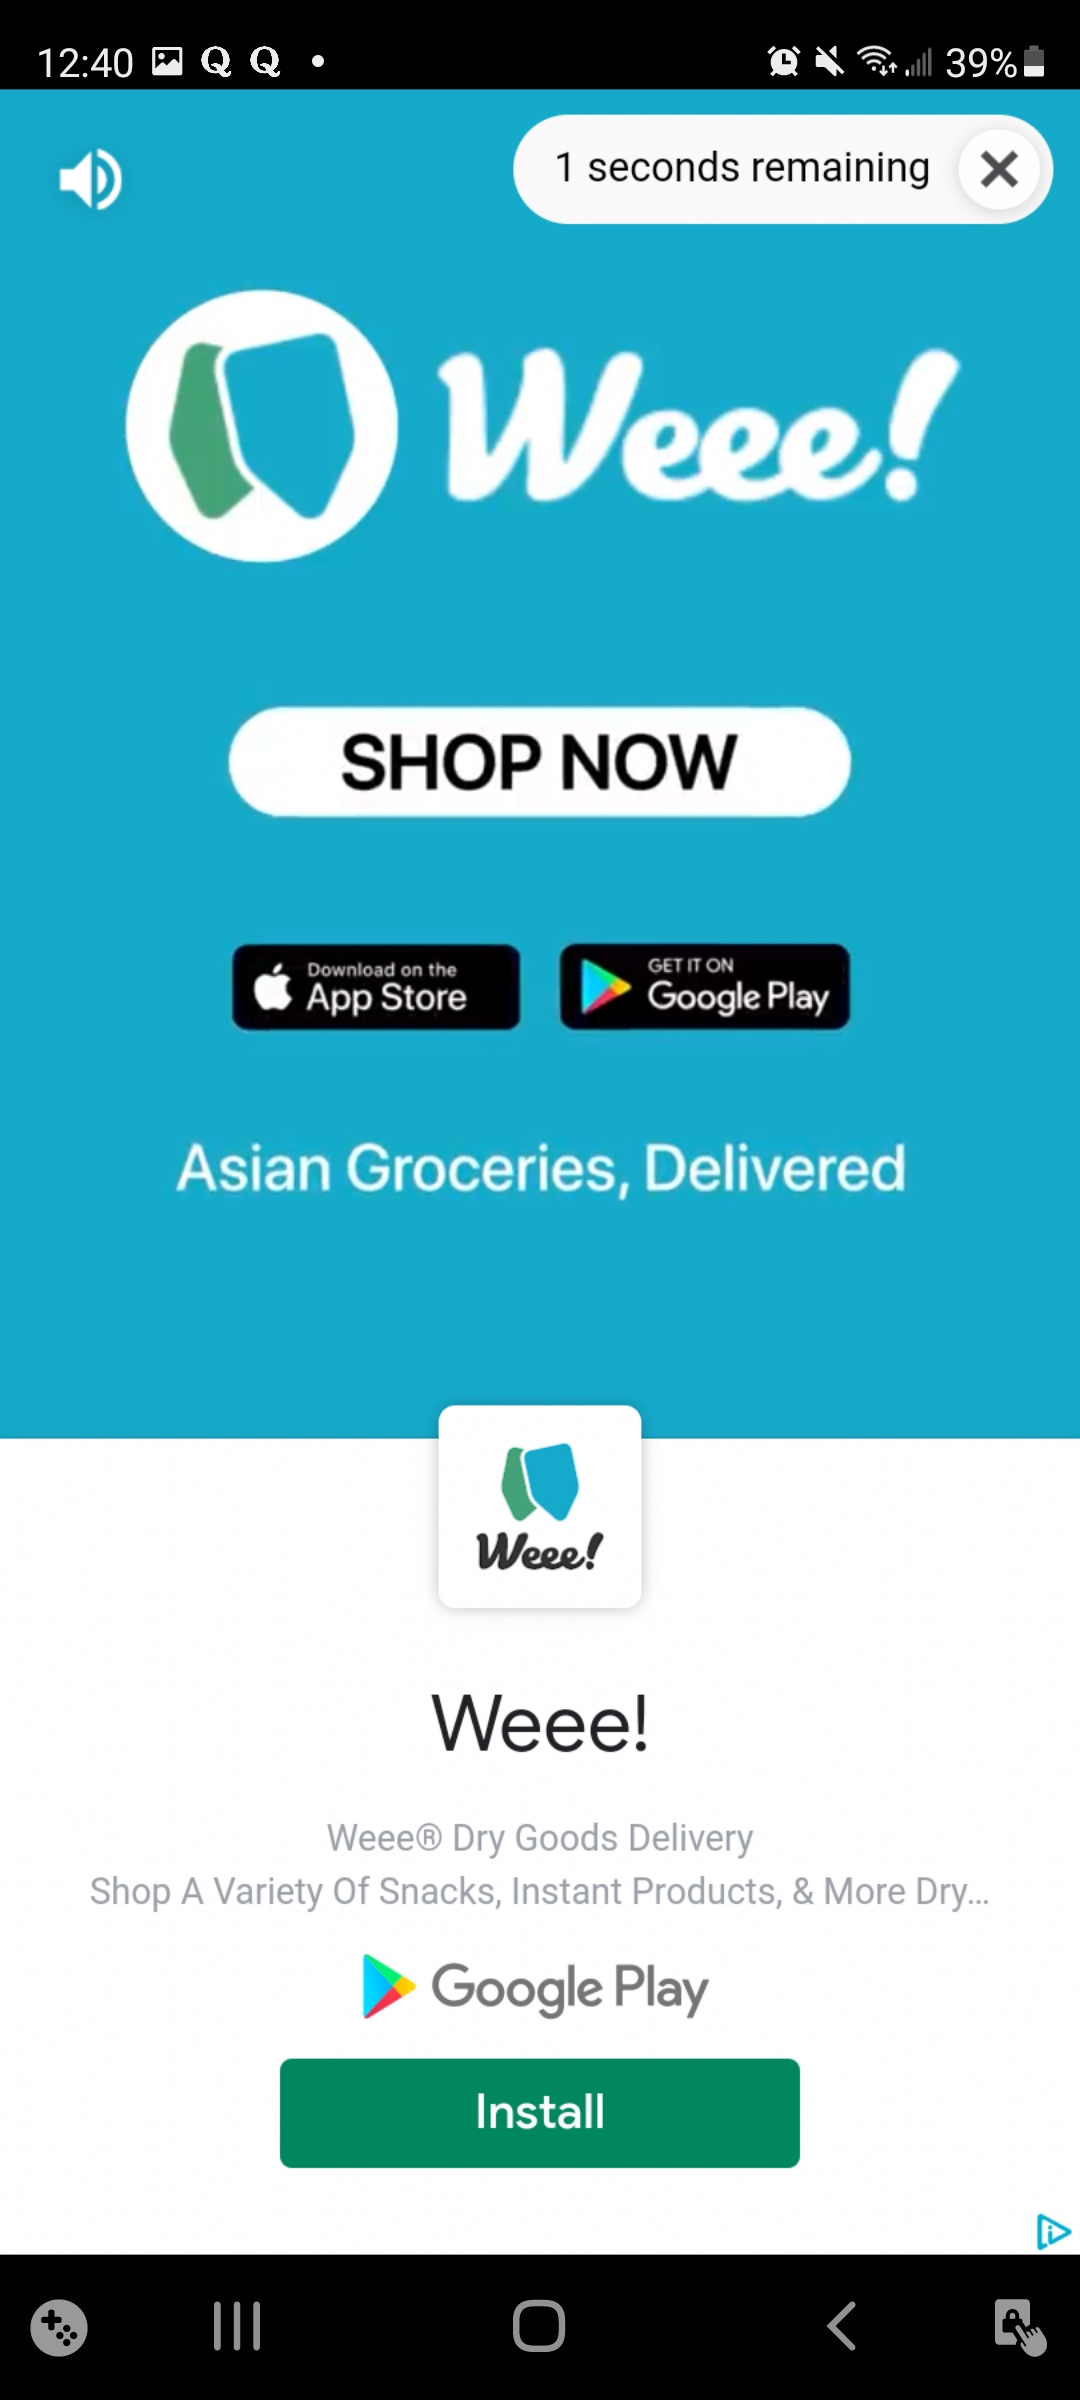 12:40
39%
1 seconds remaining
Weee!
SHOP NOW
Download on the
App Store
GET IT ON
Google Play
Asian Groceries, Delivered
Weee!
Weee!
Weee® Dry Goods Delivery
Shop A Variety Of Snacks, Instant Products, & More Dry...
Google Play
Install